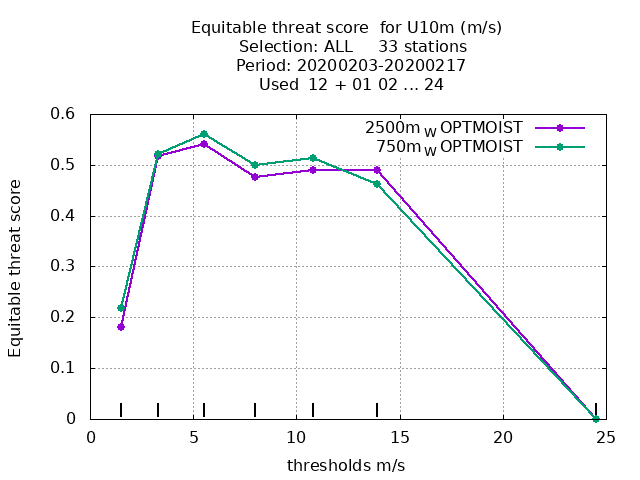 Equitable threat score  for U10m (m/s)
Selection: ALL     33 stations
Period: 20200203-20200217
Used  12 + 01 02 ... 24
2500m_W OPTMOIST
750m_W OPTMOIST
Equitable threat score
0.6
0.5
0.4
0.3
0.2
0.1
0
0 5 10 15 20 25
thresholds m/s